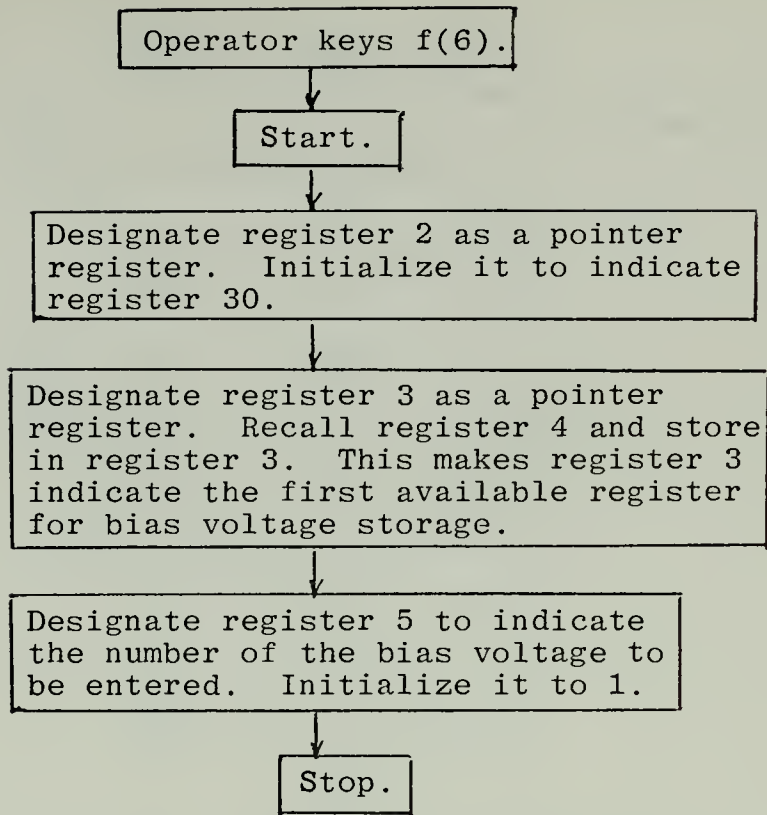 Operator keys f(6).
Start.
Designate register 2 as a pointer
register. Initialize it to indicate
register 30.
Designate register 3 as a pointer
register. Recall register 4 and store
in register 3. This makes register 3
indicate the first available register
for bias voltage storage.
Designate register 5 to indicate
the number of the bias voltage to
be entered. Initialize it to 1.
Stop.